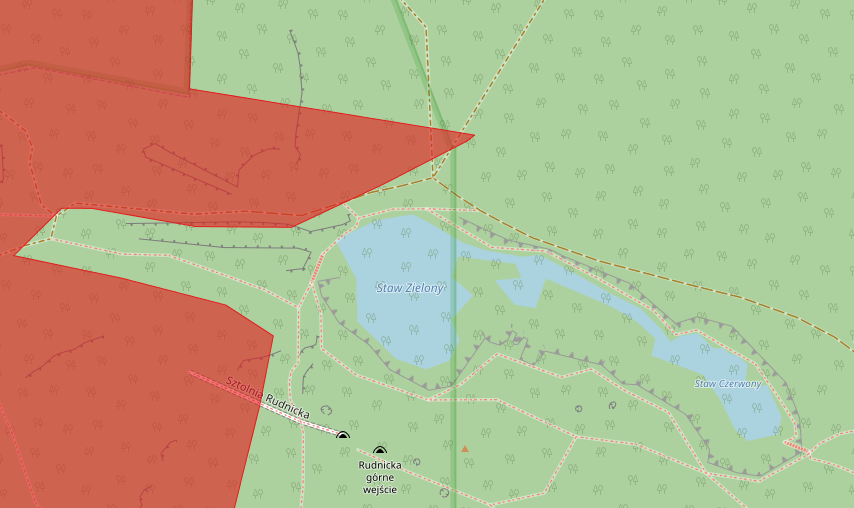 Staw Zielony
Staw Czerwony
Sztolnia Rudnicka
Rudnicka
górne
wejście